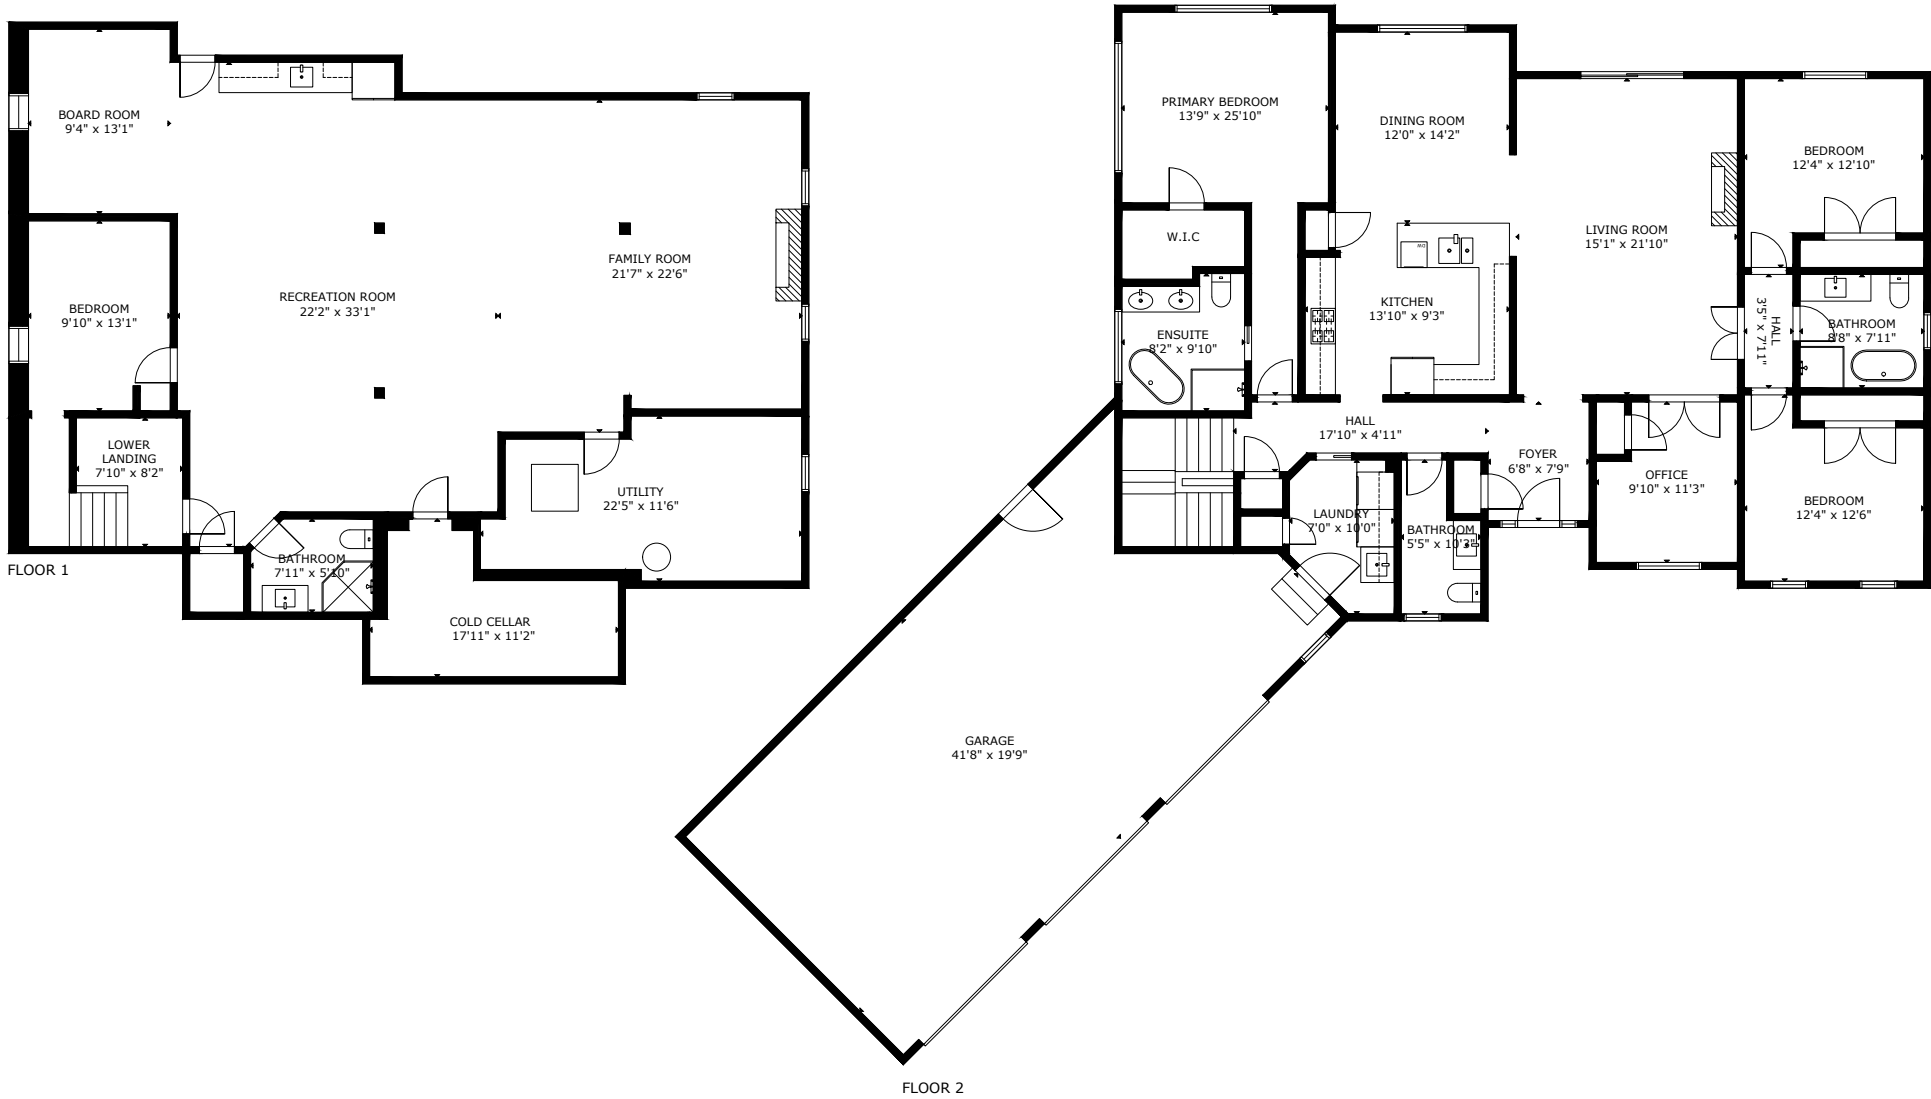 BOARD ROOM
9'4" x 13'1"
BEDROOM
9'10" x 13'1"
RECREATION ROOM
22'2" x 33'1"
FAMILY ROOM
21'7" x 22'6"
LOWER
LANDING
7'10" x 8'2"
UTILITY
22'5" x 11'6"
BATHROOM
7'11" x 5'10"
COLD CELLAR
17'11" x 11'2"
FLOOR 1
PRIMARY BEDROOM
13'9" x 25'10"
DINING ROOM
12'0" x 14'2"
BEDROOM
12'4" x 12'10"
W.I.C
LIVING ROOM
15'1" x 21'10"
DW
KITCHEN
13'10" x 9'3"
ENSUITE
8'2" x 9'10"
HALL
3'5" x 7'11"
BATHROOM
8'8" x 7'11"
HALL
17'10" x 4'11"
FOYER
6'8" x 7'9"
OFFICE
9'10" x 11'3"
BEDROOM
12'4" x 12'6"
LAUNDRY
7'0" x 10'0"
BATHROOM
5'5" x 10'3"
GARAGE
41'8" x 19'9"
FLOOR 2